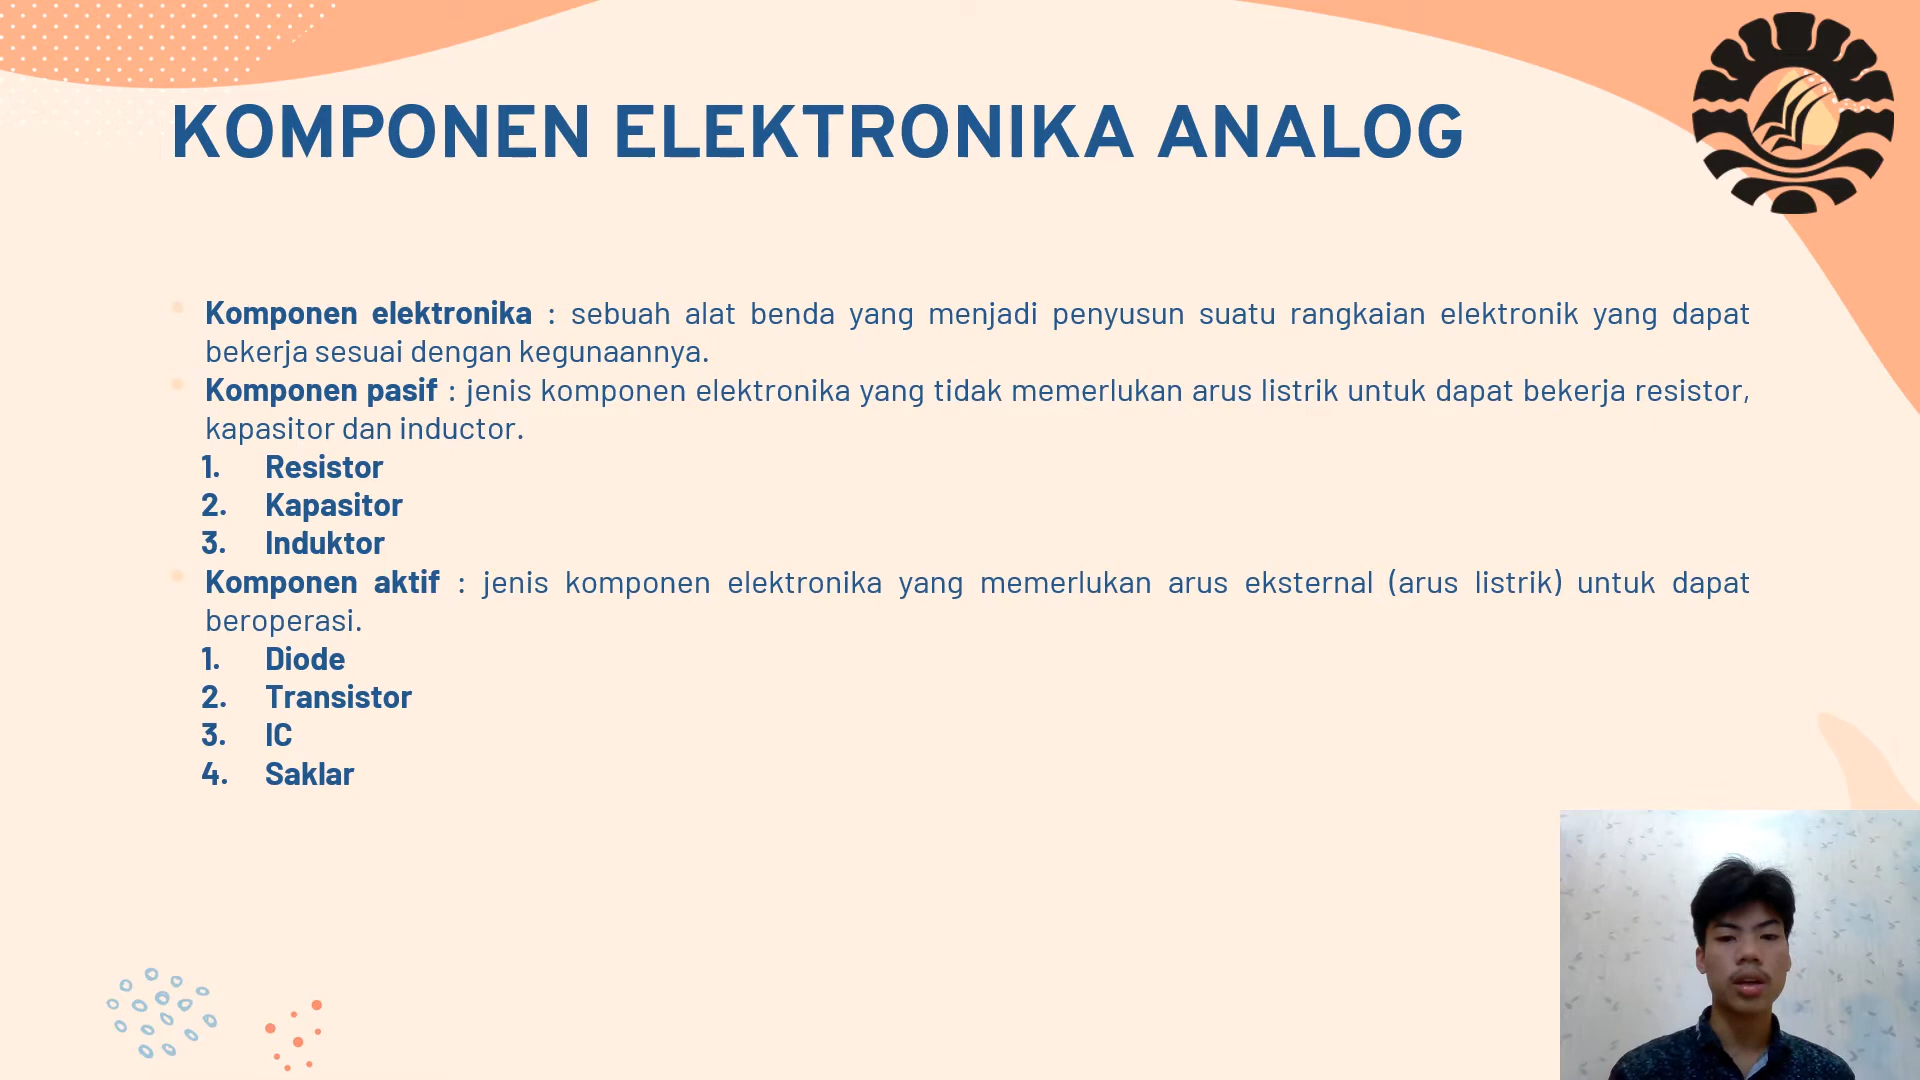 KOMPONEN ELEKTRONIKA ANALOG
Komponen elektronika : sebuah alat benda yang menjadi penyusun suatu rangkaian elektronik yang dapat
bekerja sesuai dengan kegunaannya.
Komponen pasif : jenis komponen elektronika yang tidak memerlukan arus listrik untuk dapat bekerja resistor,
kapasitor dan inductor.
1. Resistor
2. Kapasitor
3. Induktor
Komponen aktif : jenis komponen elektronika yang memerlukan arus eksternal (arus listrik) untuk dapat
beroperasi.
1. Diode
2. Transistor
3. IC
4. Saklar